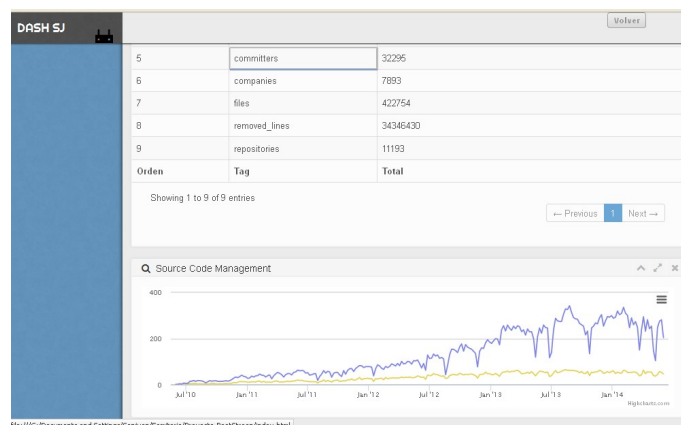 DASH SJ
Volver
5 committers 32295
6 companies 7893
7 files 422754
8 removed_lines 34346430
9 repositories 11193
Orden Tag Total
Showing 1 to 9 of 9 entries
← Previous 1 Next →
Source Code Management
400
200
0
Jul '10 Jan '11 Jul '11 Jan '12 Jul '12 Jan '13 Jul '13 Jan '14
Highcharts.com